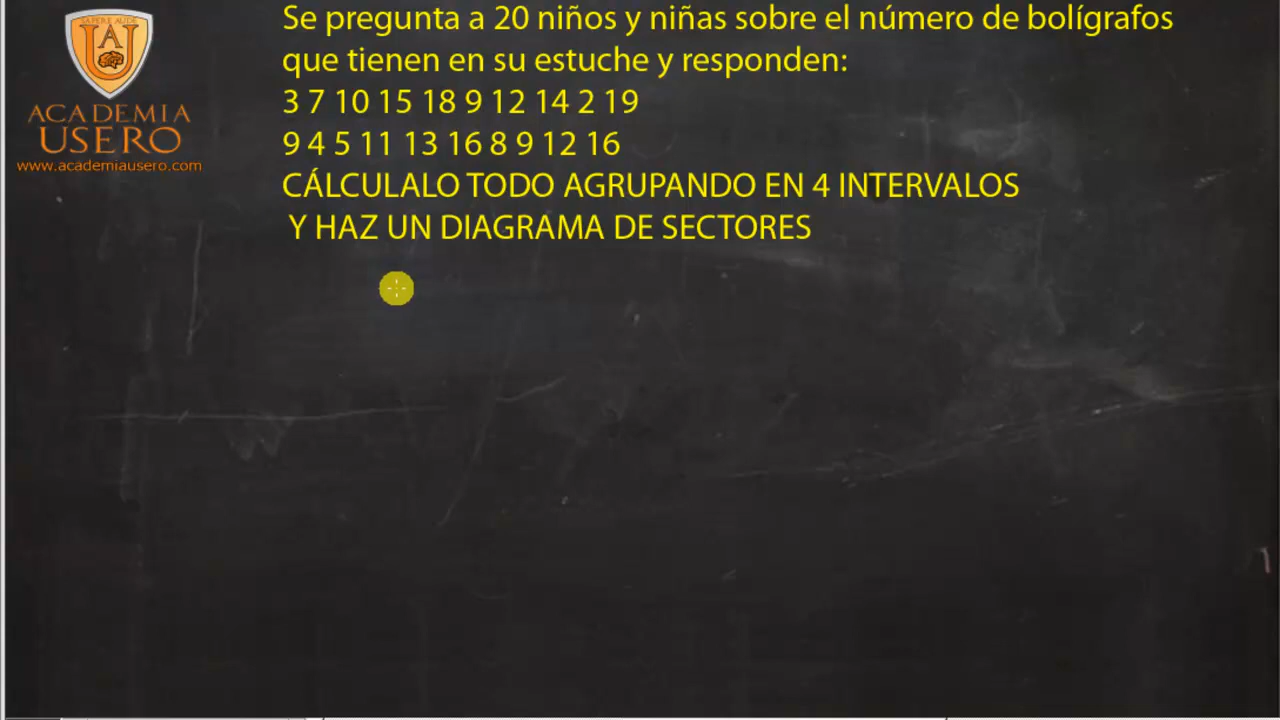 SAPERE AUDE
UAI
ACADEMIA
USERO
www.academiausero.com
Se pregunta a 20 niños y niñas sobre el número de bolígrafos
que tienen en su estuche y responden:
3 7 10 15 18 9 12 14 2 19
9 4 5 11 13 16 8 9 12 16
CÁLCULALO TODO AGRUPANDO EN 4 INTERVALOS
Y HAZ UN DIAGRAMA DE SECTORES